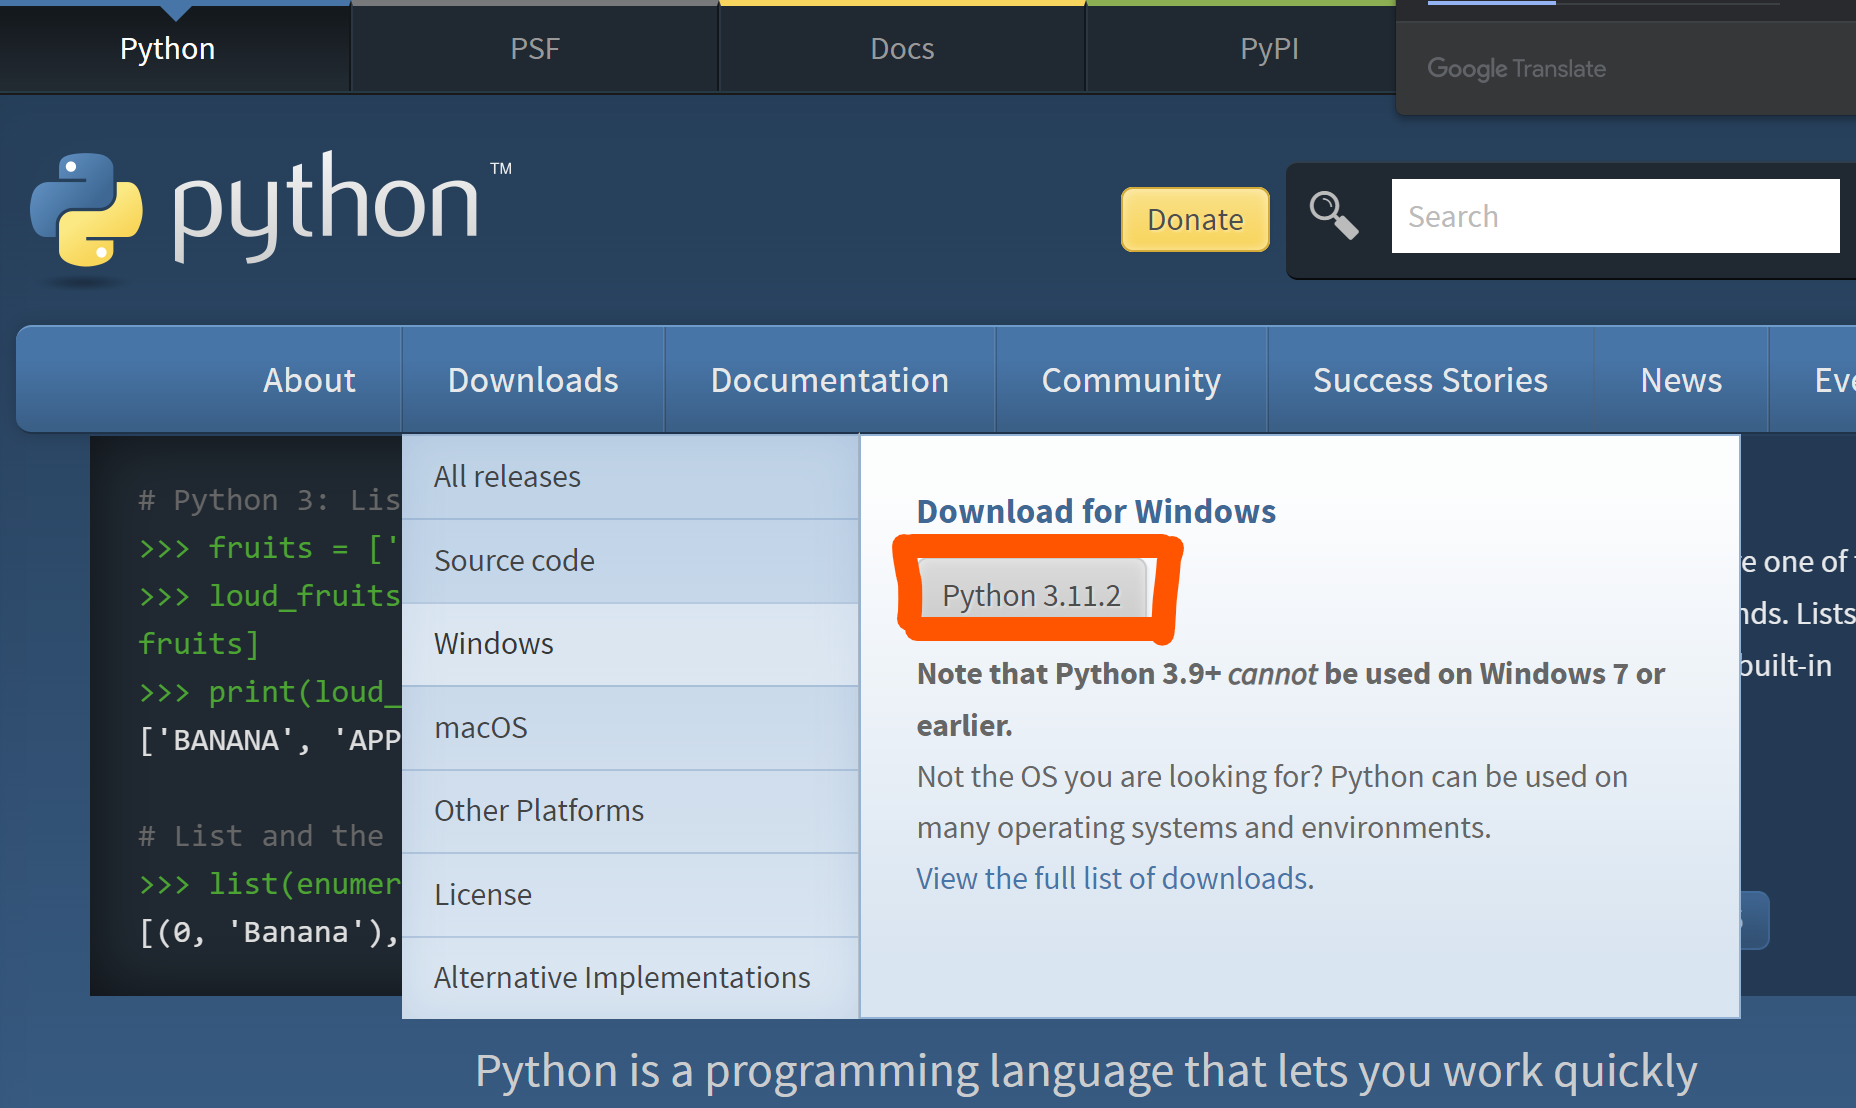 Python
PSF
Docs
PyPI
Google Translate
python™
Donate
Search
About
Downloads
Documentation
Community
Success Stories
News
Eve
# Python 3: Lis
>>> fruits = ['
>>> loud_fruits
fruits]
>>> print(loud_
['BANANA', 'APP
# List and the
>>> list(enumer
[(0, 'Banana'),
All releases
Source code
Windows
macOS
Other Platforms
License
Alternative Implementations
Download for Windows
Python 3.11.2
Note that Python 3.9+ cannot be used on Windows 7 or
earlier.
Not the OS you are looking for? Python can be used on
many operating systems and environments.
View the full list of downloads.
e one of
nds. Lists
built-in
Python is a programming language that lets you work quickly